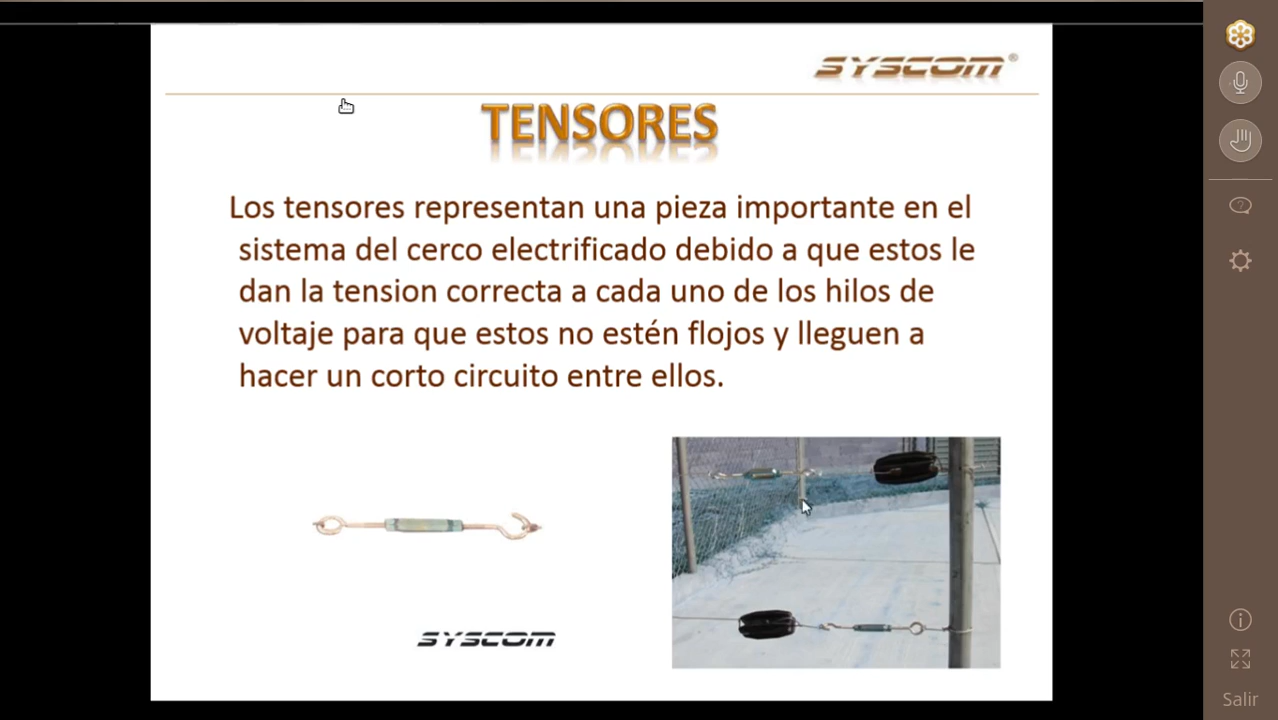 SYSCOM®
TENSORES
Los tensores representan una pieza importante en el
sistema del cerco electrificado debido a que estos le
dan la tension correcta a cada uno de los hilos de
voltaje para que estos no estén flojos y lleguen a
hacer un corto circuito entre ellos.
SYSCOM
Salir